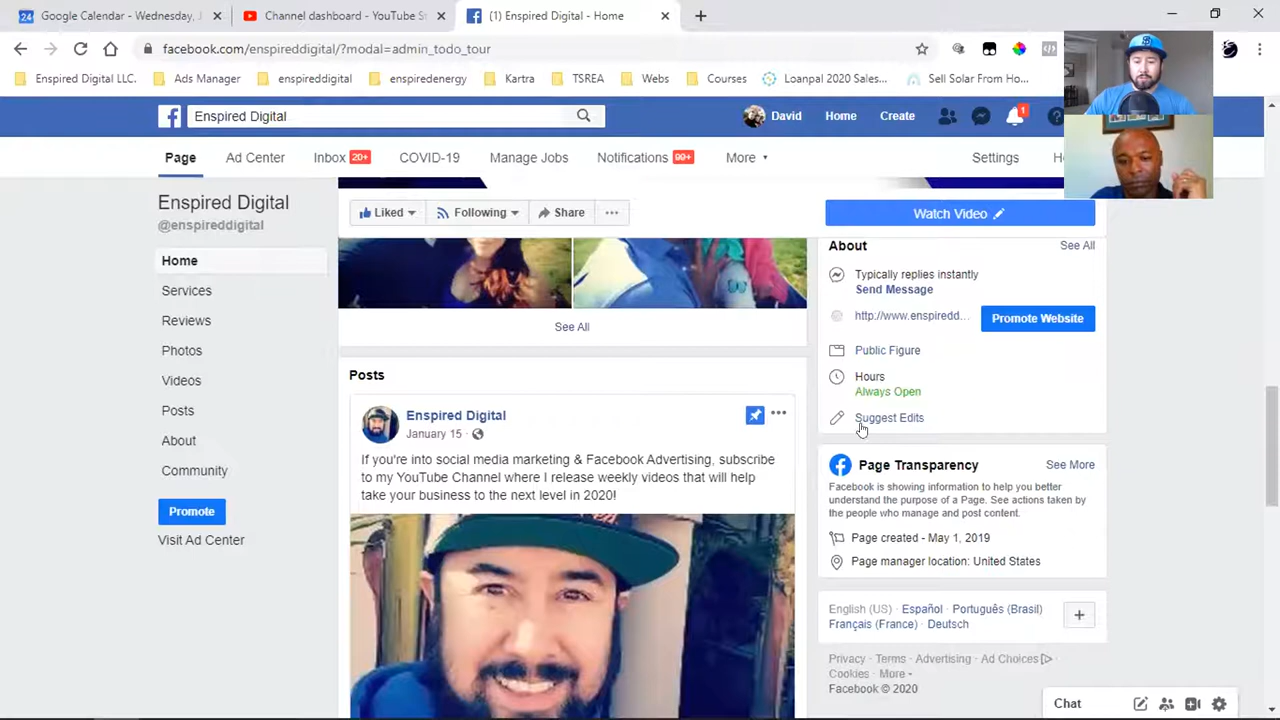 Google Calendar - Wednesday, J
Channel dashboard - YouTube St
(1) Enspired Digital - Home
facebook.com/enspireddigital/?modal=admin_todo_tour
Enspired Digital LLC.
Ads Manager
enspireddigital
enspiredenergy
Kartra
TSREA
Webs
Courses
Loanpal 2020 Sales...
Sell Solar From Ho...
Enspired Digital
David
Home
Create
1
Page
Ad Center
Inbox 20+
COVID-19
Manage Jobs
Notifications 99+
More
Settings
Enspired Digital
@enspireddigital
Home
Services
Reviews
Photos
Videos
Posts
About
Community
Promote
Visit Ad Center
Liked
Following
Share
Watch Video
See All
Posts
Enspired Digital
January 15
If you're into social media marketing & Facebook Advertising, subscribe
to my YouTube Channel where I release weekly videos that will help
take your business to the next level in 2020!
About
See All
Typically replies instantly
Send Message
http://www.enspiredd...
Promote Website
Public Figure
Hours
Always Open
Suggest Edits
Page Transparency
See More
Facebook is showing information to help you better
understand the purpose of a Page. See actions taken by
the people who manage and post content.
Page created - May 1, 2019
Page manager location: United States
English (US) · Español · Português (Brasil)
Français (France) · Deutsch
Privacy · Terms · Advertising · Ad Choices
Cookies · More
Facebook © 2020
Chat